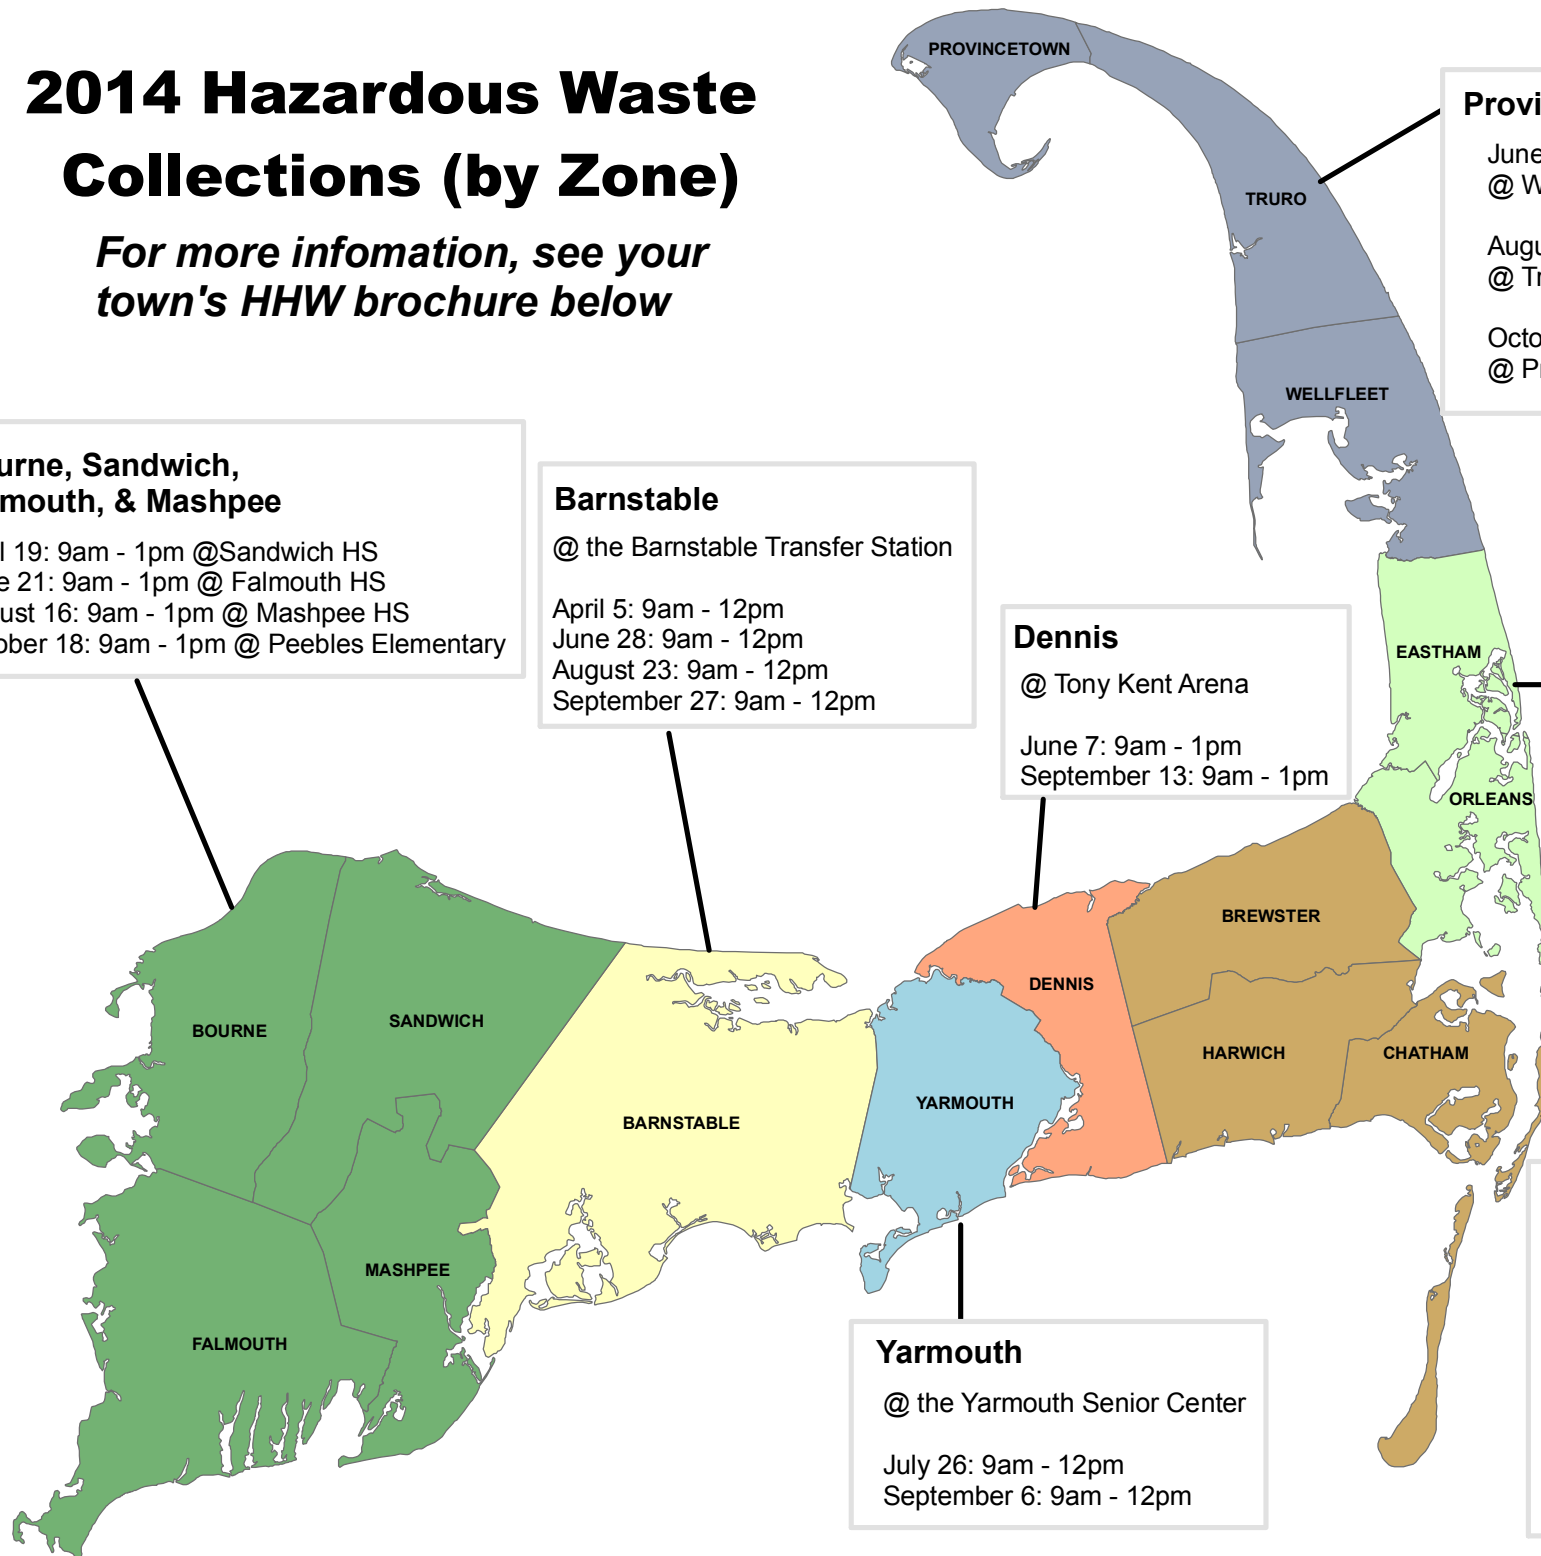 2014 Hazardous Waste
Collections (by Zone)
For more infomation, see your
town's HHW brochure below
PROVINCETOWN
TRURO
WELLFLEET
June
@
@
@
Sandwich,
& Mashpee
19: 9am - 1pm @Sandwich HS
21: 9am - 1pm @ Falmouth HS
16: 9am - 1pm @ Mashpee HS
18: 9am - 1pm @ Peebles Elementary
Barnstable
@ the Barnstable Transfer Station
April 5: 9am - 12pm
June 28: 9am - 12pm
August 23: 9am - 12pm
September 27: 9am - 12pm
Dennis
@ Tony Kent Arena
June 7: 9am - 1pm
September 13: 9am - 1pm
EASTHAM
ORLEANS
BREWSTER
DENNIS
HARWICH
CHATHAM
BOURNE
SANDWICH
BARNSTABLE
YARMOUTH
MASHPEE
FALMOUTH
Yarmouth
@ the Yarmouth Senior Center
July 26: 9am - 12pm
September 6: 9am - 12pm